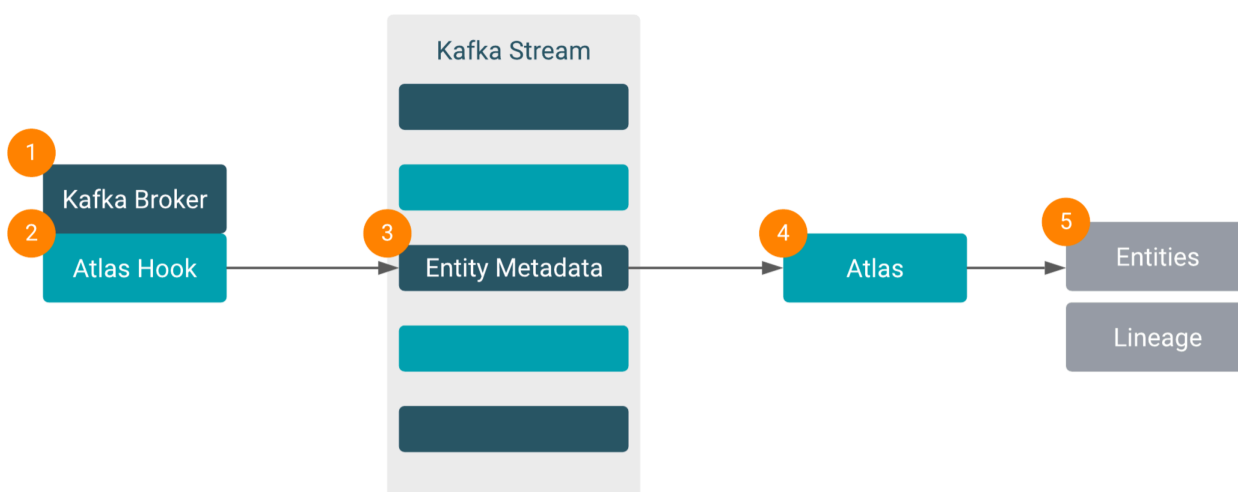 Kafka Stream
1
Kafka Broker
2
Atlas Hook
3
Entity Metadata
4
Atlas
5
Entities
Lineage